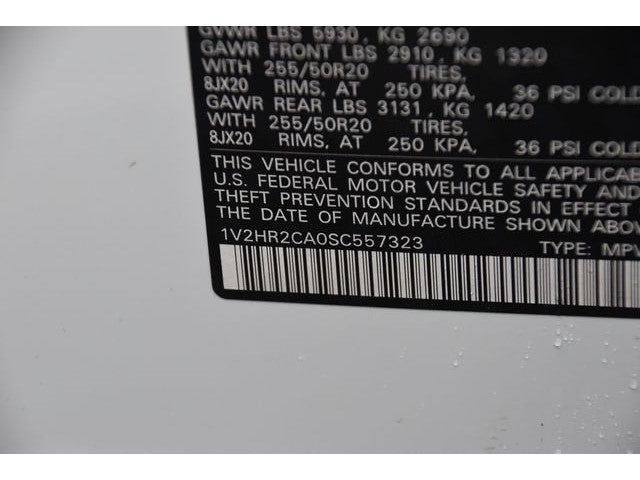 GVWR LBS 5930, KG 2690
GAWR FRONT LBS 2910, KG 1320
WITH 255/50R20 TIRES,
8JX20 RIMS, AT 250 KPA, 36 PSI COLD
GAWR REAR LBS 3131, KG 1420
WITH 255/50R20 TIRES,
8JX20 RIMS, AT 250 KPA, 36 PSI COLD
THIS VEHICLE CONFORMS TO ALL APPLICAB
U.S. FEDERAL MOTOR VEHICLE SAFETY AND
THEFT PREVENTION STANDARDS IN EFFECT
THE DATE OF MANUFACTURE SHOWN ABOV
1V2HR2CA0SC557323 TYPE: MPV